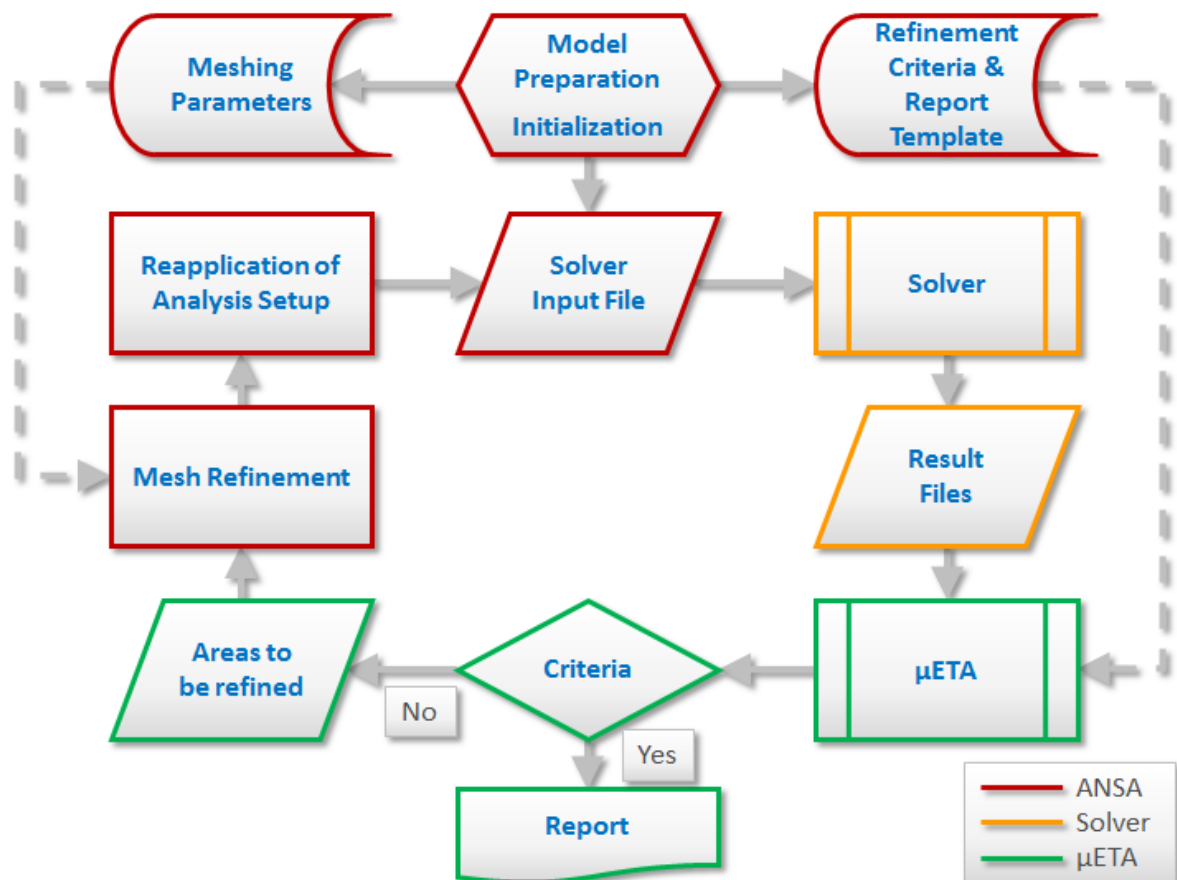 Meshing
Parameters
Model
Preparation
Initialization
Refinement
Criteria &
Report
Template
Reapplication of
Analysis Setup
Solver
Input File
Solver
Mesh Refinement
Result
Files
Areas to
be refined
Criteria
µETA
No
Yes
Report
ANSA
Solver
µETA